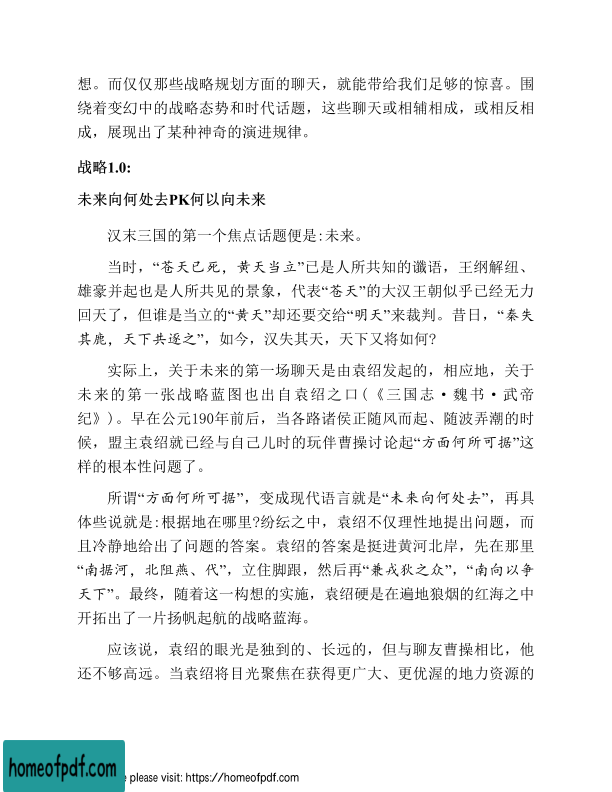 想。而仅仅那些战略规划方面的聊天，就能带给我们足够的惊喜。围
绕着变幻中的战略态势和时代话题，这些聊天或相辅相成，或相反相
成，展现出了某种神奇的演进规律。
战略1.0:
未来向何处去PK何以向未来
汉末三国的第一个焦点话题便是:未来。
当时，“苍天已死，黄天当立”已是人所共知的谶语，王纲解纽、
雄豪并起也是人所共见的景象，代表“苍天”的大汉王朝似乎已经无力
回天了，但谁是当立的“黄天”却还要交给“明天”来裁判。昔日，“秦失
其鹿，天下共逐之”，如今，汉失其天，天下又将如何?
实际上，关于未来的第一场聊天是由袁绍发起的，相应地，关于
未来的第一张战略蓝图也出自袁绍之口(《三国志·魏书·武帝
纪》)。早在公元190年前后，当各路诸侯正随风而起、随波弄潮的时
候，盟主袁绍就已经与自己儿时的玩伴曹操讨论起“方面何所可据”这
样的根本性问题了。
所谓“方面何所可据”，变成现代语言就是“未来向何处去”，再具
体些说就是:根据地在哪里?纷纭之中，袁绍不仅理性地提出问题，而
且冷静地给出了问题的答案。袁绍的答案是挺进黄河北岸，先在那里
“南据河，北阻燕、代”，立住脚跟，然后再“兼戎狄之众”，“南向以争
天下”。最终，随着这一构想的实施，袁绍硬是在遍地狼烟的红海之中
开拓出了一片扬帆起航的战略蓝海。
应该说，袁绍的眼光是独到的、长远的，但与聊友曹操相比，他
还不够高远。当袁绍将目光聚焦在获得更广大、更优渥的地力资源的
homeofpdf.com
e please visit: https://homeofpdf.com